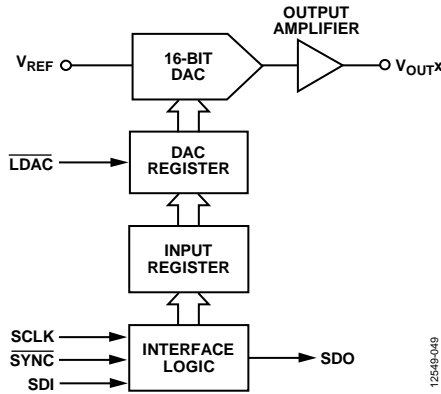 OUTPUT
AMPLIFIER
VREF
16-BIT
DAC
VOUTx
LDAC
DAC
REGISTER
INPUT
REGISTER
SCLK
SYNC
SDI
INTERFACE
LOGIC
SDO
12549-049